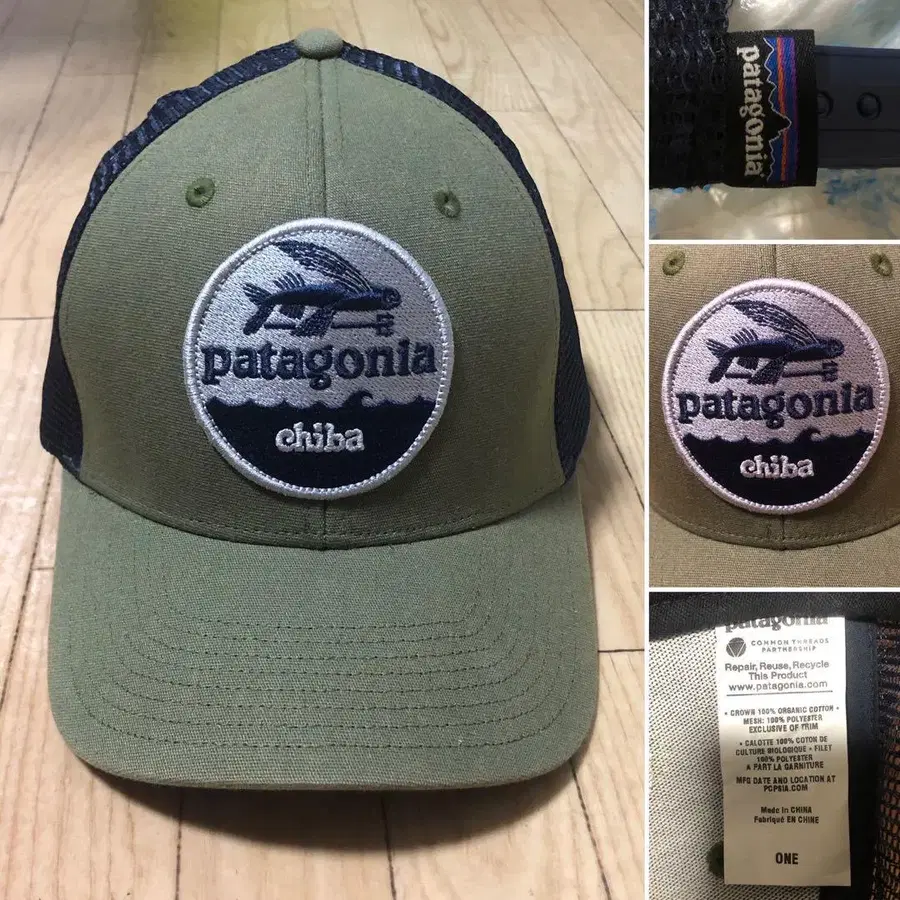 patagonia
chiba
patagonia
patagonia
chiba
patagonia
COMMON THREADS
PARTNERSHIP
Repair, Reuse, Recycle
This Product
www.patagonia.com
• CROWN 100% ORGANIC COTTON •
MESH: 100% POLYESTER
EXCLUSIVE OF TRIM
• CALOTTE 100% COTON DE
CULTURE BIOLOGIQUE • FILET
100% POLYESTER
A PART LA GARNITURE
MFG DATE AND LOCATION AT
PCPSIA.COM
Made in CHINA
Fabriqué EN CHINE
ONE